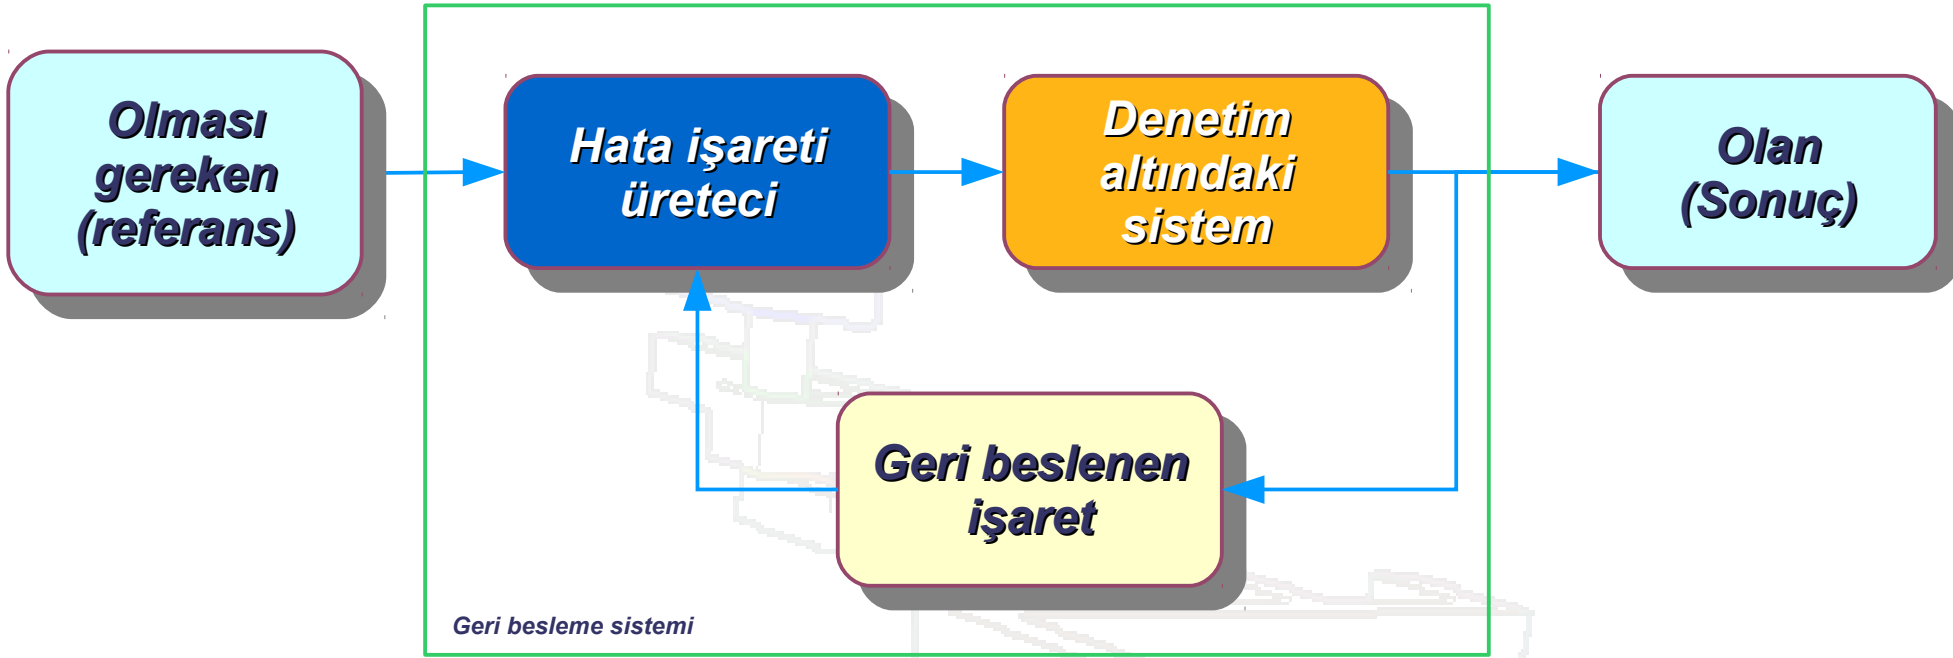 Olması
gereken
(referans)
Hata işareti
üreteci
Denetim
altındaki
sistem
Olan
(Sonuç)
Geri beslenen
işaret
Geri besleme sistemi